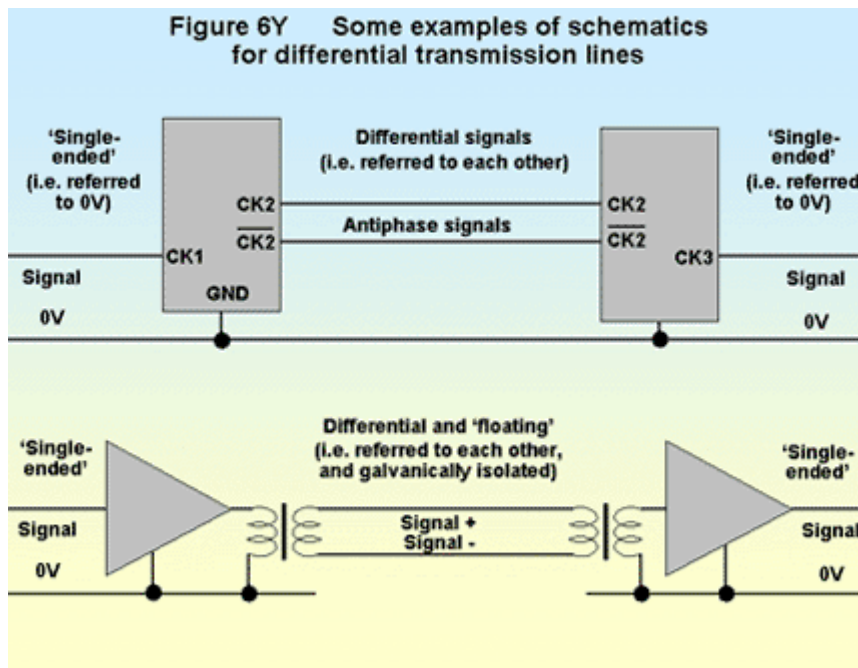 Figure 6Y Some examples of schematics
for differential transmission lines
'Single-
ended'
(i.e. referred
to 0V)
Differential signals
(i.e. referred to each other)
'Single-
ended'
(i.e. referred
to 0V)
CK2
CK2
Antiphase signals
C̅K̅2̅
C̅K̅2̅
CK1
CK3
Signal
GND
Signal
0V
0V
'Single-
ended'
Differential and 'floating'
(i.e. referred to each other,
and galvanically isolated)
'Single-
ended'
Signal
Signal +
Signal -
Signal
0V
0V